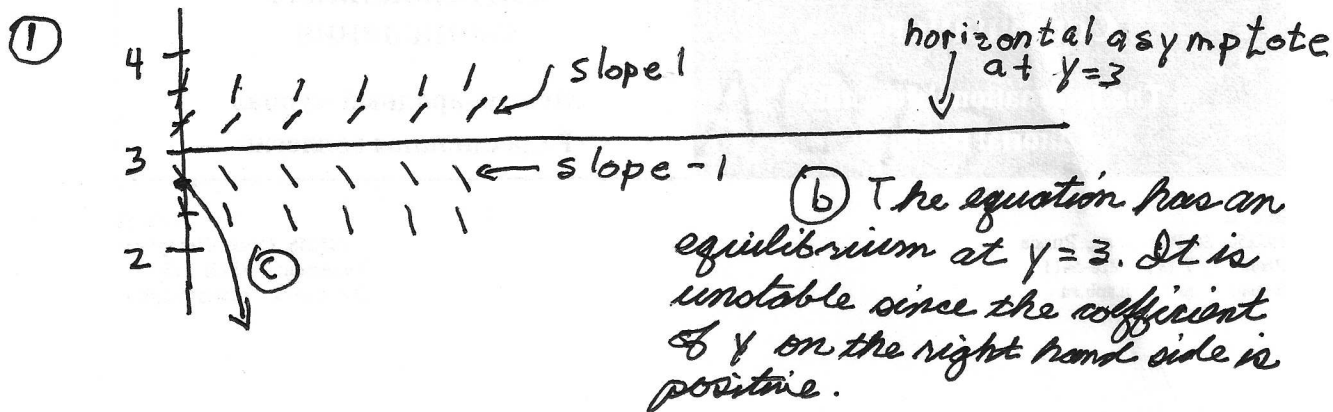 ①
horizontal asymptote
at y=3
4
slope 1
3
slope -1
2
ⓒ
ⓑ The equation has an
equilibrium at y = 3. It is
unstable since the coefficient
of y on the right hand side is
positive.